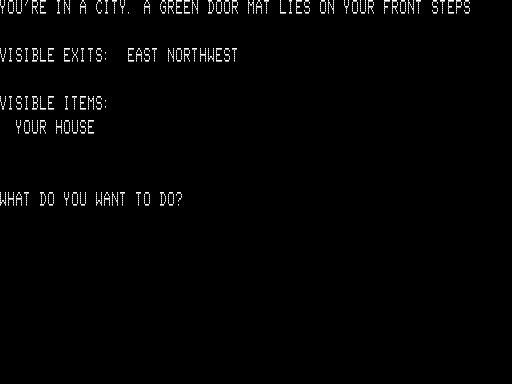 YOU'RE IN A CITY. A GREEN DOOR MAT LIES ON YOUR FRONT STEPS
VISIBLE EXITS: EAST NORTHWEST
VISIBLE ITEMS:
YOUR HOUSE
WHAT DO YOU WANT TO DO?